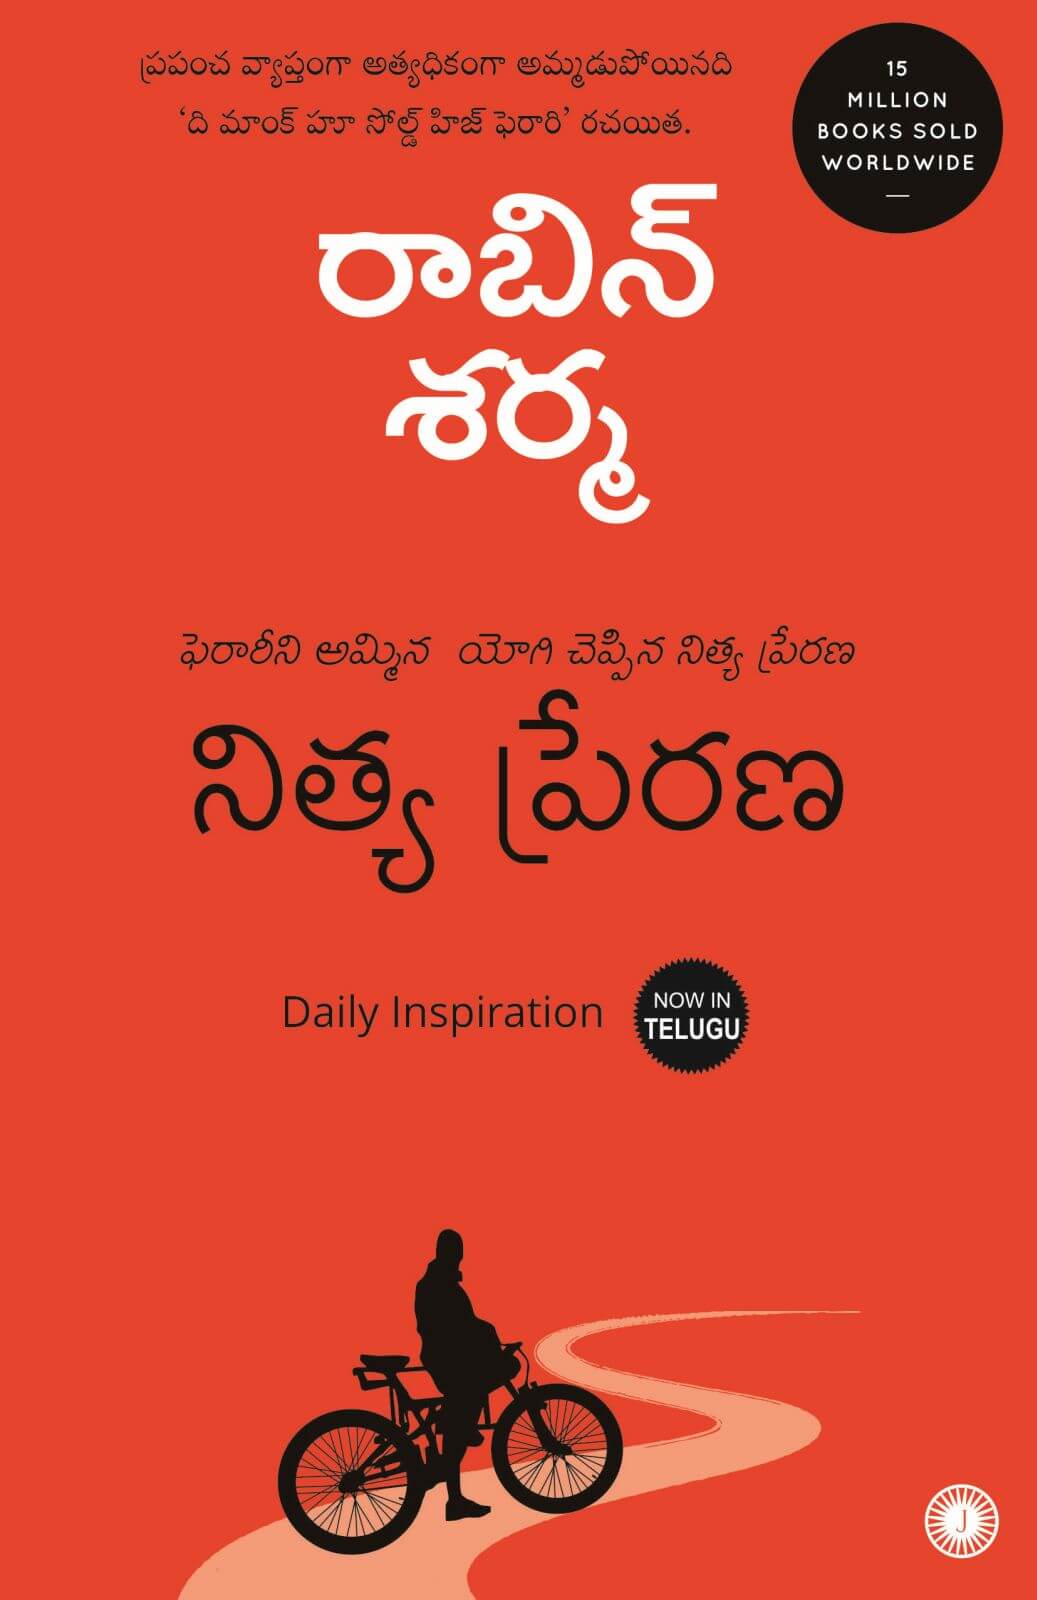 ప్రపంచ వ్యాప్తంగా అత్యధికంగా అమ్మడుపోయినది
‘ది మాంక్ హూ సోల్డ్ హిజ్ ఫెరారి’ రచయిత.
15
MILLION
BOOKS SOLD
WORLDWIDE
రాబిన్
శర్మ
ఫెరారీని అమ్మిన యోగి చెప్పిన నిత్య ప్రేరణ
నిత్య ప్రేరణ
Daily Inspiration
NOW IN
TELUGU
J